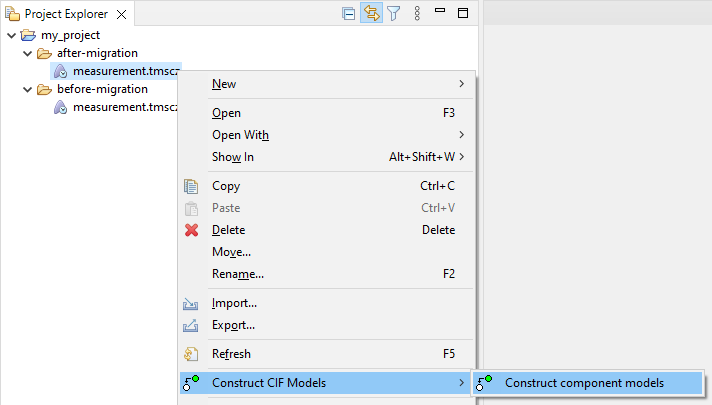 Project Explorer
my_project
after-migration
measurement.tmscz
before-migration
measurement.tmscz
New
Open F3
Open With
Show In Alt+Shift+W
Copy Ctrl+C
Paste Ctrl+V
Delete Delete
Move...
Rename... F2
Import...
Export...
Refresh F5
Construct CIF Models
Construct component models